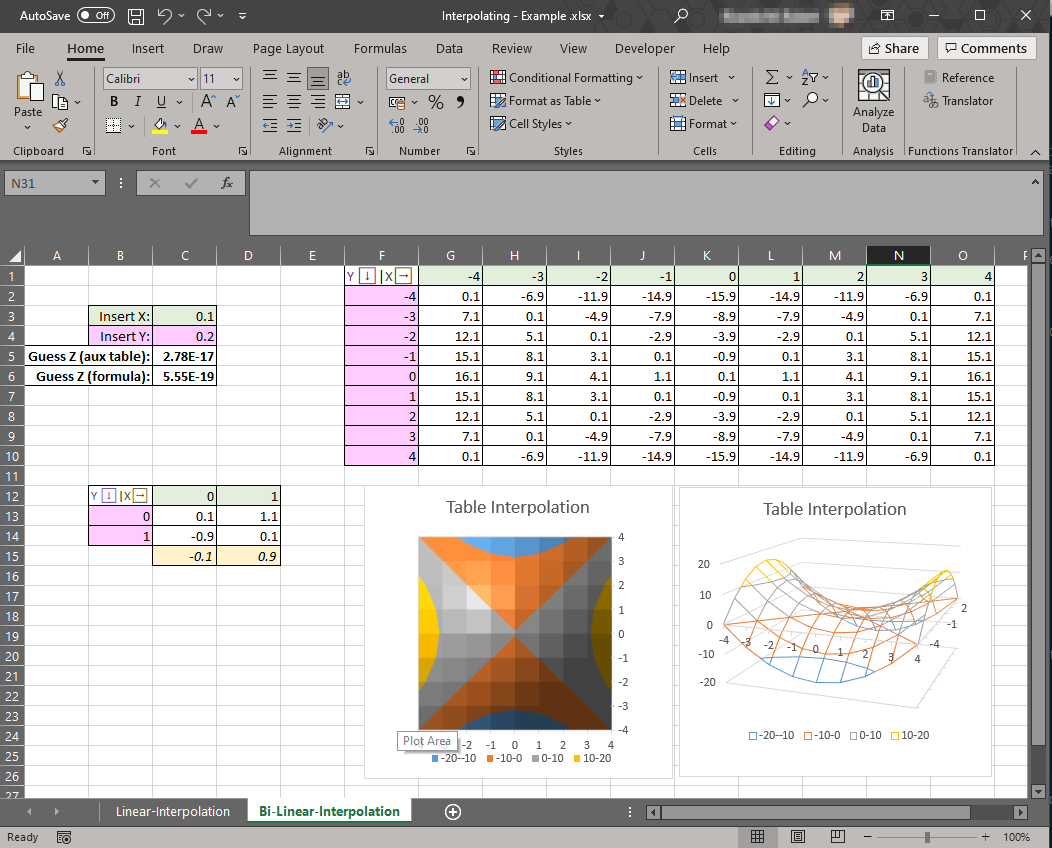 AutoSave Off Interpolating - Example .xlsx
File Home Insert Draw Page Layout Formulas Data Review View Developer Help Share Comments
Paste Calibri 11 General Conditional Formatting Insert Analyze Data Reference
B I U A A ab % Format as Table Delete Translator
A Cell Styles Format
Clipboard Font Alignment Number Styles Cells Editing Analysis Functions Translator
N31 fx
A B C D E F G H I J K L M N O P
1 Y ↓ |X → -4 -3 -2 -1 0 1 2 3 4
2 -4 0.1 -6.9 -11.9 -14.9 -15.9 -14.9 -11.9 -6.9 0.1
3 Insert X: 0.1 -3 7.1 0.1 -4.9 -7.9 -8.9 -7.9 -4.9 0.1 7.1
4 Insert Y: 0.2 -2 12.1 5.1 0.1 -2.9 -3.9 -2.9 0.1 5.1 12.1
5 Guess Z (aux table): 2.78E-17 -1 15.1 8.1 3.1 0.1 -0.9 0.1 3.1 8.1 15.1
6 Guess Z (formula): 5.55E-19 0 16.1 9.1 4.1 1.1 0.1 1.1 4.1 9.1 16.1
7 1 15.1 8.1 3.1 0.1 -0.9 0.1 3.1 8.1 15.1
8 2 12.1 5.1 0.1 -2.9 -3.9 -2.9 0.1 5.1 12.1
9 3 7.1 0.1 -4.9 -7.9 -8.9 -7.9 -4.9 0.1 7.1
10 4 0.1 -6.9 -11.9 -14.9 -15.9 -14.9 -11.9 -6.9 0.1
11
12 Y ↓ |X → 0 1
13 0 0.1 1.1
14 1 -0.9 0.1
15 -0.1 0.9
16
17
18
19
20
21
22
23
24
25
26
27
Table Interpolation
4
3
2
1
0
-1
-2
-3
-4
Plot Area
-2 -1 0 1 2 3 4
-20--10 -10-0 0-10 10-20
Table Interpolation
20
10
0
-10
-20
-4 -3 -2 -1 0 1 2 3 4
2
-1
-4
-20--10 -10-0 0-10 10-20
Linear-Interpolation Bi-Linear-Interpolation
Ready 100%